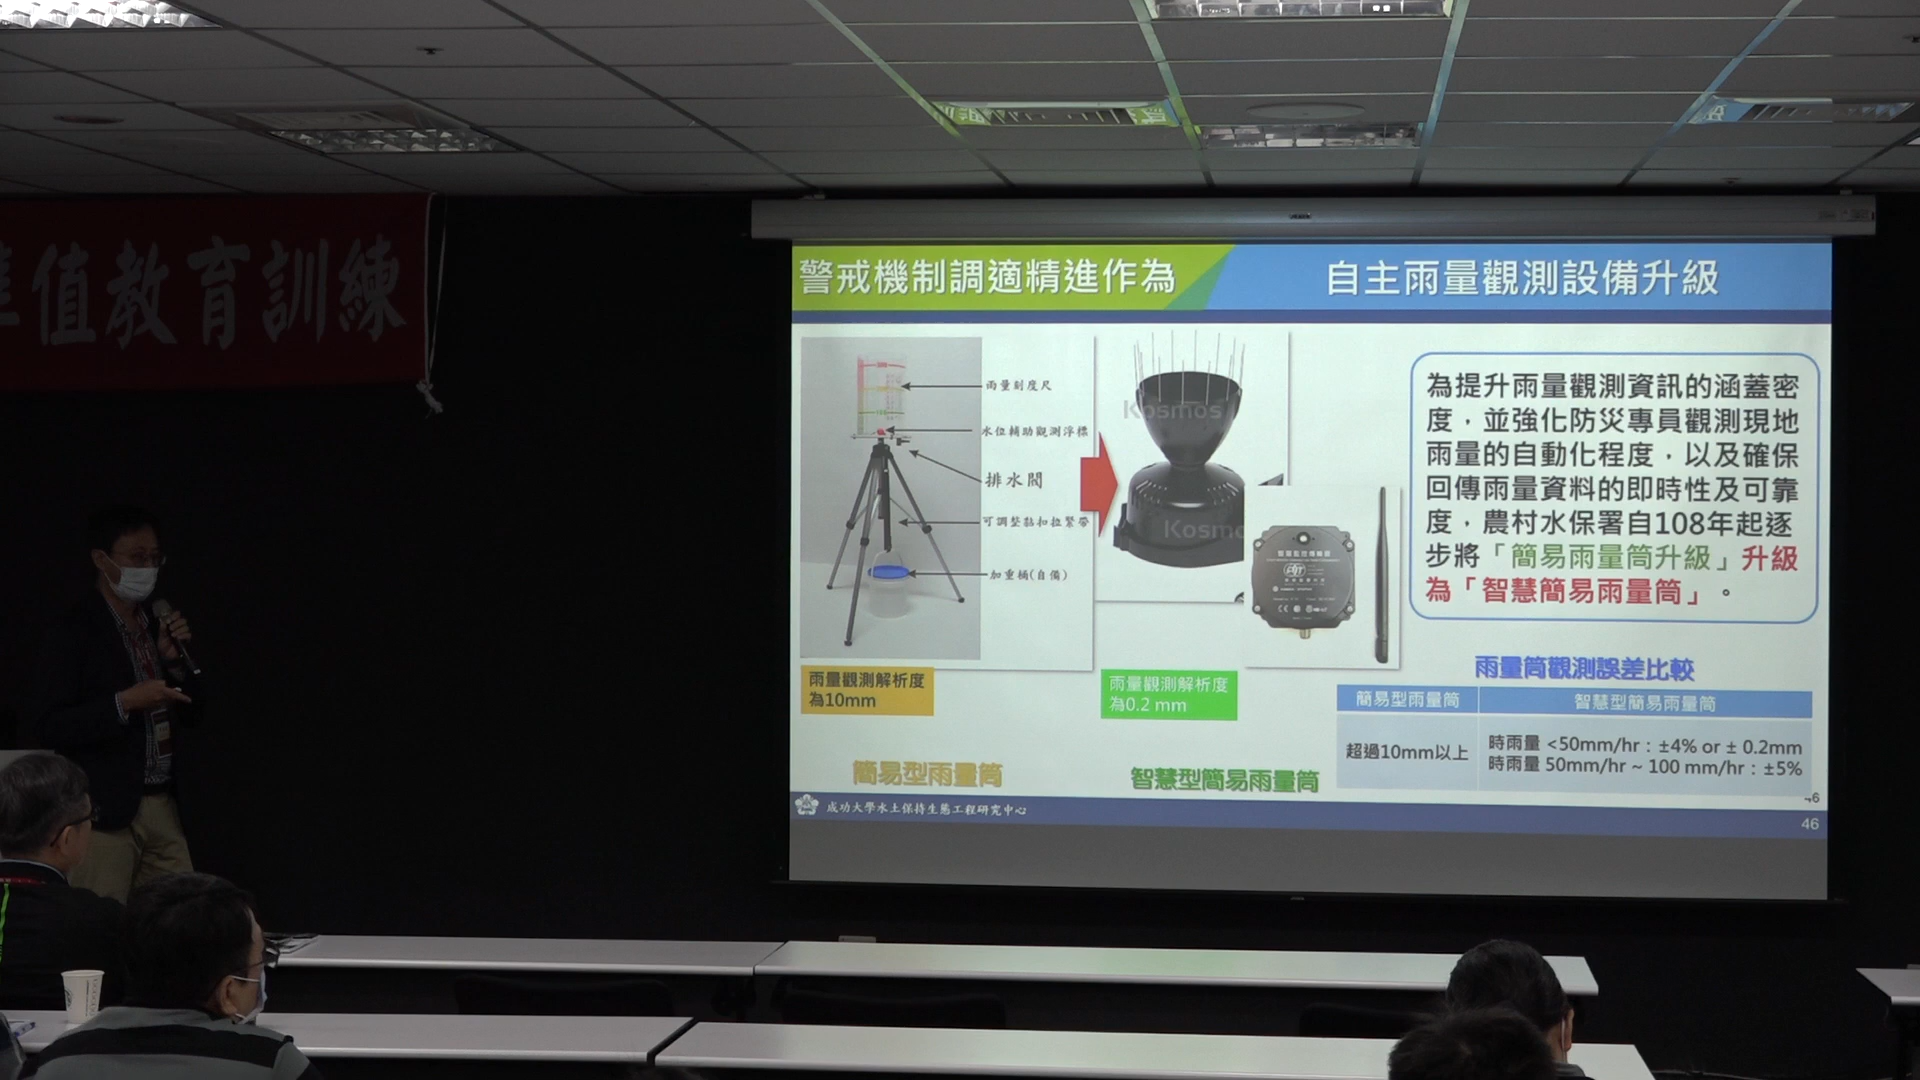 值教育訓練
警戒機制調適精進作為
自主雨量觀測設備升級
雨量刻度尺
水位輔助觀測浮標
排水閥
可調整黏扣拉緊帶
加重桶(自備)
Kosmos
Kosmo
智慧監控傳輸器
為提升雨量觀測資訊的涵蓋密
度，並強化防災專員觀測現地
雨量的自動化程度，以及確保
回傳雨量資料的即時性及可靠
度，農村水保署自108年起逐
步將「簡易雨量筒升級」升級
為「智慧簡易雨量筒」。
雨量觀測解析度
為10mm
雨量觀測解析度
為0.2 mm
簡易型雨量筒
智慧型簡易雨量筒
雨量筒觀測誤差比較
簡易型雨量筒
智慧型簡易雨量筒
超過10mm以上
時雨量 <50mm/hr：±4% or ± 0.2mm
時雨量 50mm/hr ~ 100 mm/hr：±5%
成功大學水土保持生態工程研究中心
46